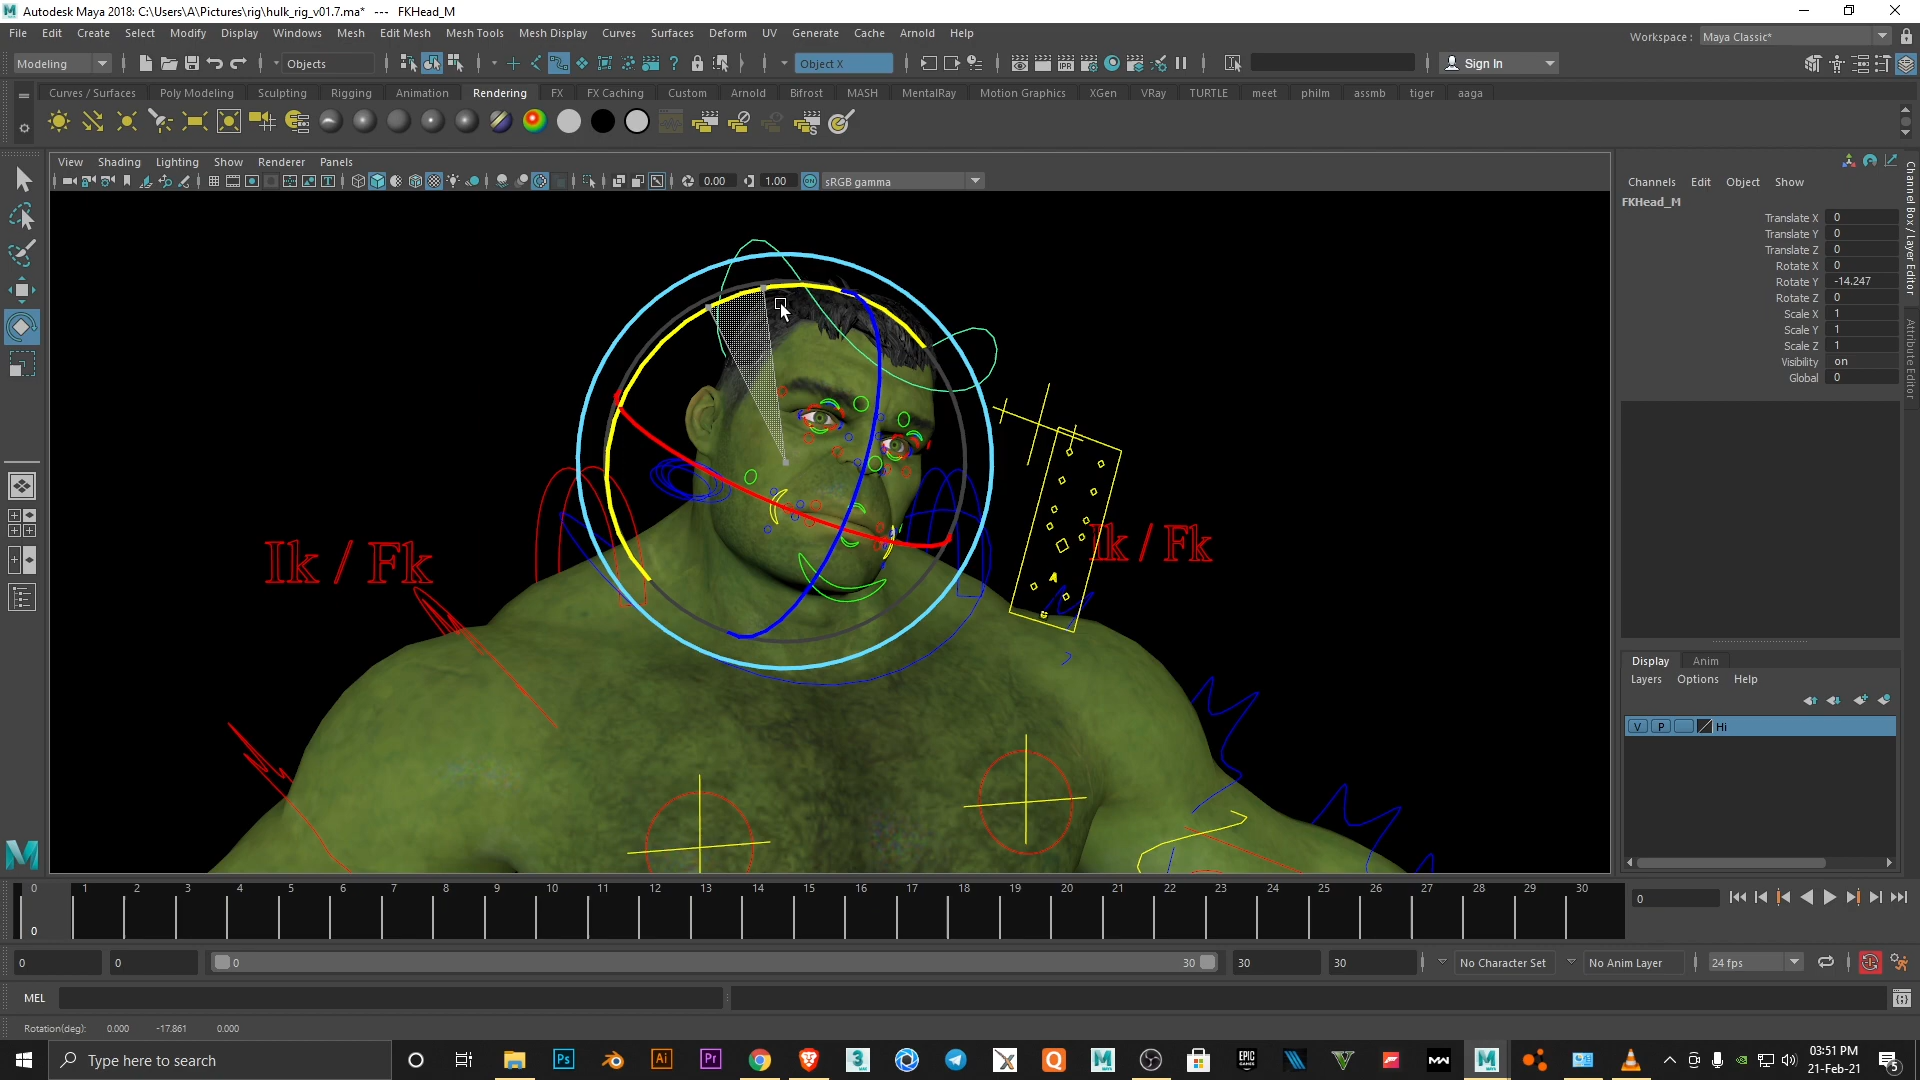 Autodesk Maya 2018: C:\Users\A\Pictures\rig\hulk_rig_v01.7.ma*   ---   FKHead_M
File Edit Create Select Modify Display Windows Mesh Edit Mesh Mesh Tools Mesh Display Curves Surfaces Deform UV Generate Cache Arnold Help
Workspace : Maya Classic*
Modeling Objects Object X Sign In
Curves / Surfaces Poly Modeling Sculpting Rigging Animation Rendering FX FX Caching Custom Arnold Bifrost MASH MentalRay Motion Graphics XGen VRay TURTLE meet philm assmb tiger aaga
View Shading Lighting Show Renderer Panels
0.00 1.00 sRGB gamma
Channels Edit Object Show
FKHead_M
Translate X 0
Translate Y 0
Translate Z 0
Rotate X 0
Rotate Y -14.247
Rotate Z 0
Scale X 1
Scale Y 1
Scale Z 1
Visibility on
Global 0
Channel Box / Layer Editor
Attribute Editor
Ik / Fk
Ik / Fk
Display Anim
Layers Options Help
V P Hi
0 1 2 3 4 5 6 7 8 9 10 11 12 13 14 15 16 17 18 19 20 21 22 23 24 25 26 27 28 29 30
0
0
0 0 0 30 30 30 No Character Set No Anim Layer 24 fps
MEL
Rotation(deg): 0.000 -17.861 0.000
Type here to search
03:51 PM
21-Feb-21
5